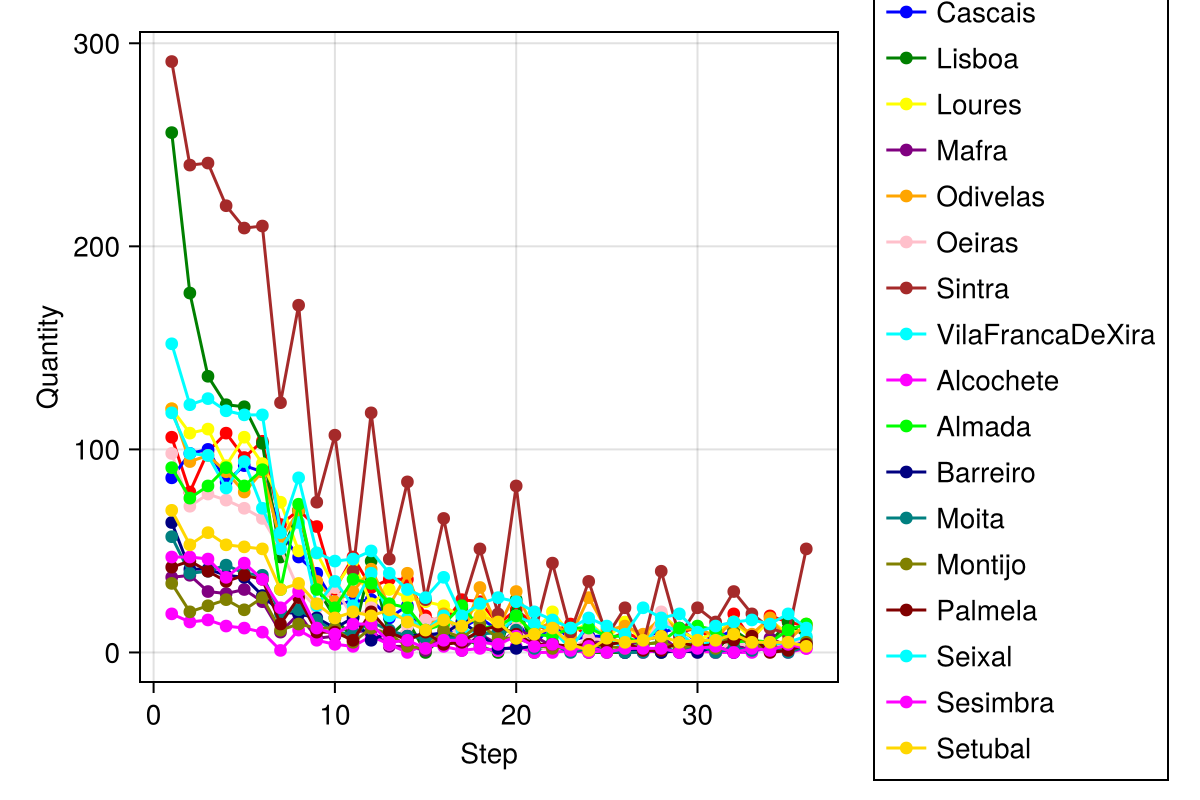 300
200
100
0
0
10
20
30
Quantity
Step
Cascais
Lisboa
Loures
Mafra
Odivelas
Oeiras
Sintra
VilaFrancaDeXira
Alcochete
Almada
Barreiro
Moita
Montijo
Palmela
Seixal
Sesimbra
Setubal